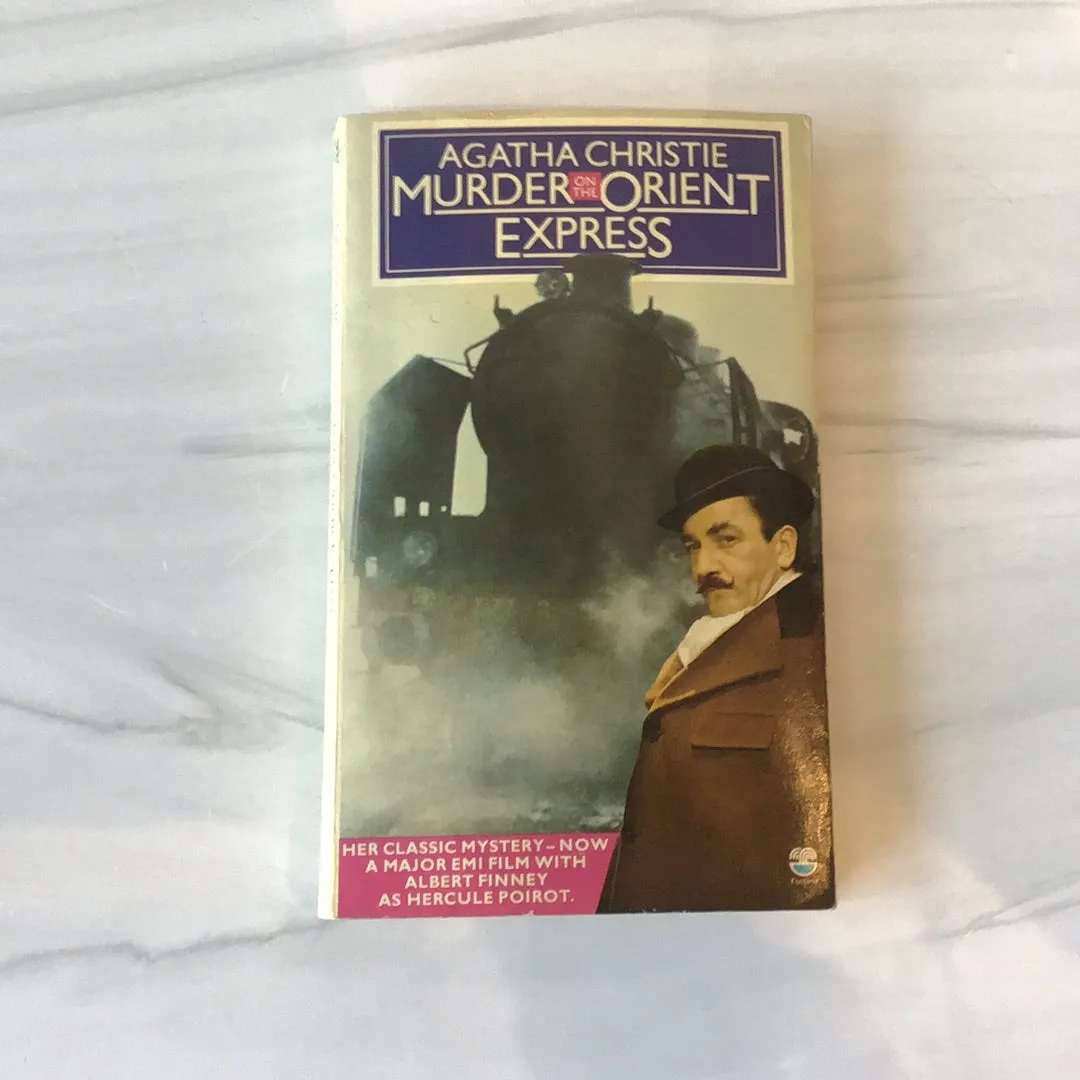 AGATHA CHRISTIE
MURDER ON THE ORIENT
EXPRESS
HER CLASSIC MYSTERY – NOW
A MAJOR EMI FILM WITH
ALBERT FINNEY
AS HERCULE POIROT.
Fontana